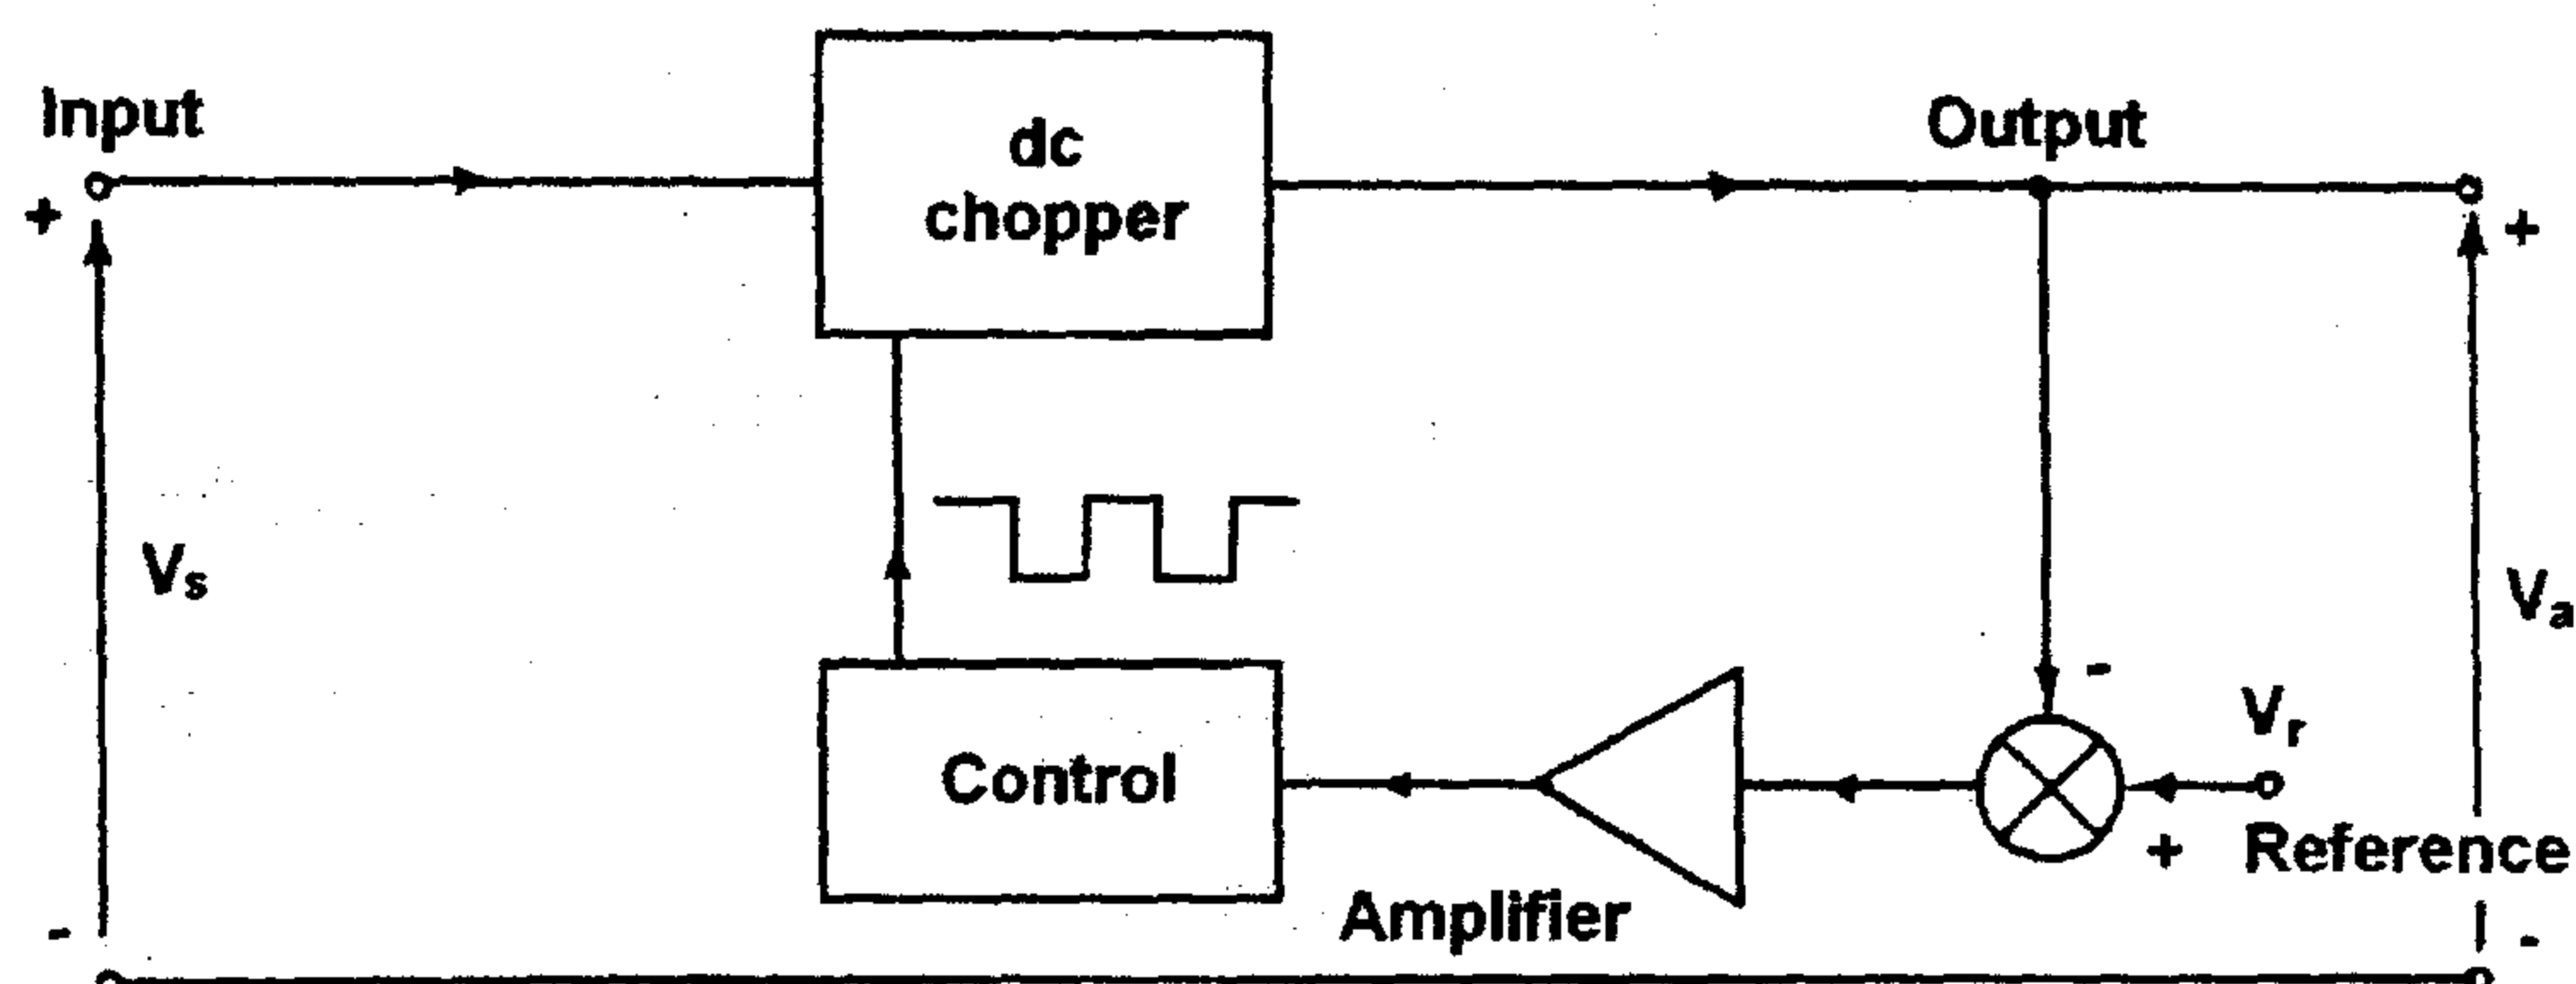 Input
dc
chopper
Output
+
+
Vs
Va
-
Vr
Control
+
Reference
Amplifier
-
-